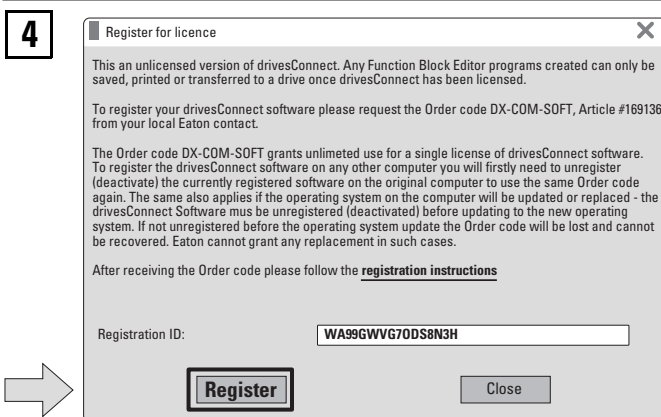 4
Register for licence
This an unlicensed version of drivesConnect. Any Function Block Editor programs created can only be
saved, printed or transferred to a drive once drivesConnect has been licensed.
To register your drivesConnect software please request the Order code DX-COM-SOFT, Article #169136
from your local Eaton contact.
The Order code DX-COM-SOFT grants unlimeted use for a single license of drivesConnect software.
To register the drivesConnect software on any other computer you will firstly need to unregister
(deactivate) the currently registered software on the original computer to use the same Order code
again. The same also applies if the operating system on the computer will be updated or replaced - the
drivesConnect Software mus be unregistered (deactivated) before updating to the new operating
system. If not unregistered before the operating system update the Order code will be lost and cannot
be recovered. Eaton cannot grant any replacement in such cases.
After receiving the Order code please follow the registration instructions
Registration ID: WA99GWVG7ODS8N3H
Register Close